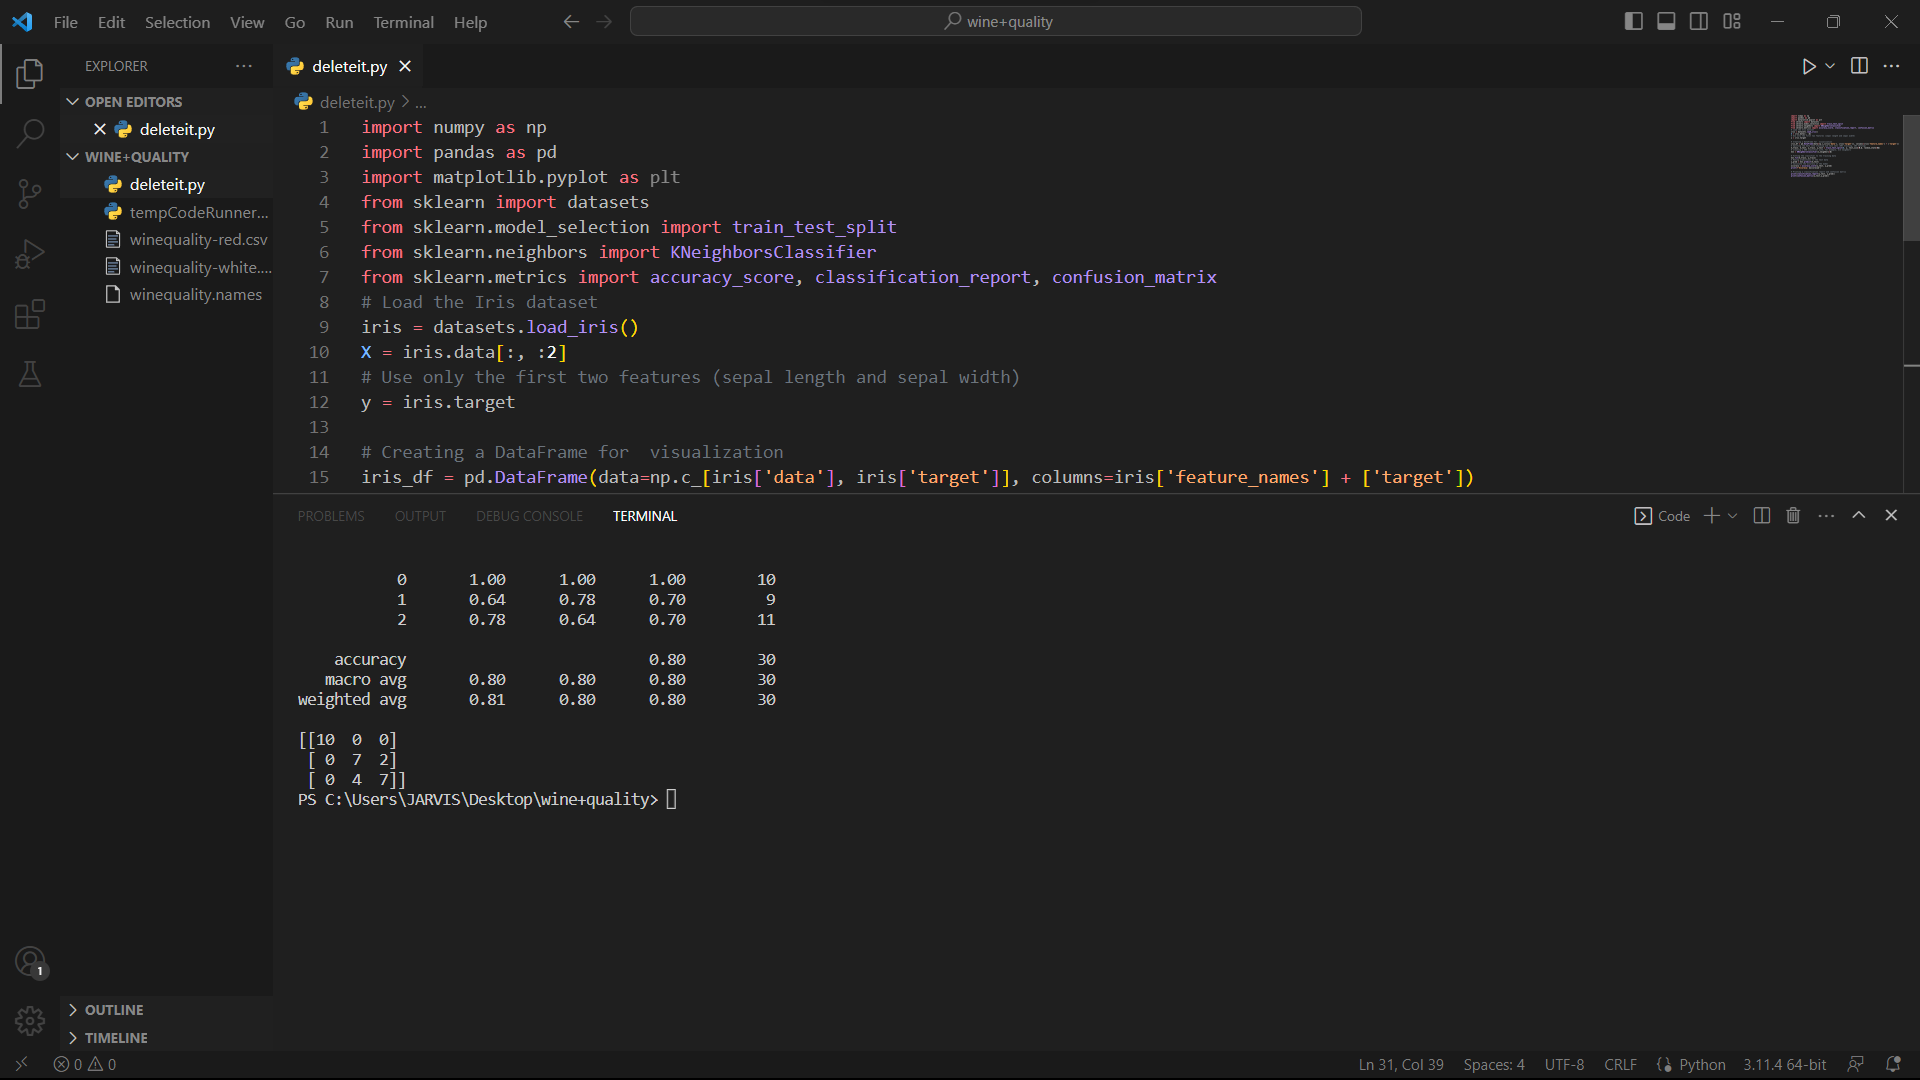 File Edit Selection View Go Run Terminal Help
wine+quality
EXPLORER
OPEN EDITORS
deleteit.py
WINE+QUALITY
deleteit.py
tempCodeRunner...
winequality-red.csv
winequality-white....
winequality.names
OUTLINE
TIMELINE
deleteit.py
deleteit.py > ...
1 import numpy as np
2 import pandas as pd
3 import matplotlib.pyplot as plt
4 from sklearn import datasets
5 from sklearn.model_selection import train_test_split
6 from sklearn.neighbors import KNeighborsClassifier
7 from sklearn.metrics import accuracy_score, classification_report, confusion_matrix
8 # Load the Iris dataset
9 iris = datasets.load_iris()
10 X = iris.data[:, :2]
11 # Use only the first two features (sepal length and sepal width)
12 y = iris.target
13
14 # Creating a DataFrame for  visualization
15 iris_df = pd.DataFrame(data=np.c_[iris['data'], iris['target']], columns=iris['feature_names'] + ['target'])
PROBLEMS OUTPUT DEBUG CONSOLE TERMINAL
Code
0 1.00 1.00 1.00 10
1 0.64 0.78 0.70 9
2 0.78 0.64 0.70 11
accuracy 0.80 30
macro avg 0.80 0.80 0.80 30
weighted avg 0.81 0.80 0.80 30
[[10 0 0]
[ 0 7 2]
[ 0 4 7]]
PS C:\Users\JARVIS\Desktop\wine+quality>
1
0 0
Ln 31, Col 39 Spaces: 4 UTF-8 CRLF Python 3.11.4 64-bit